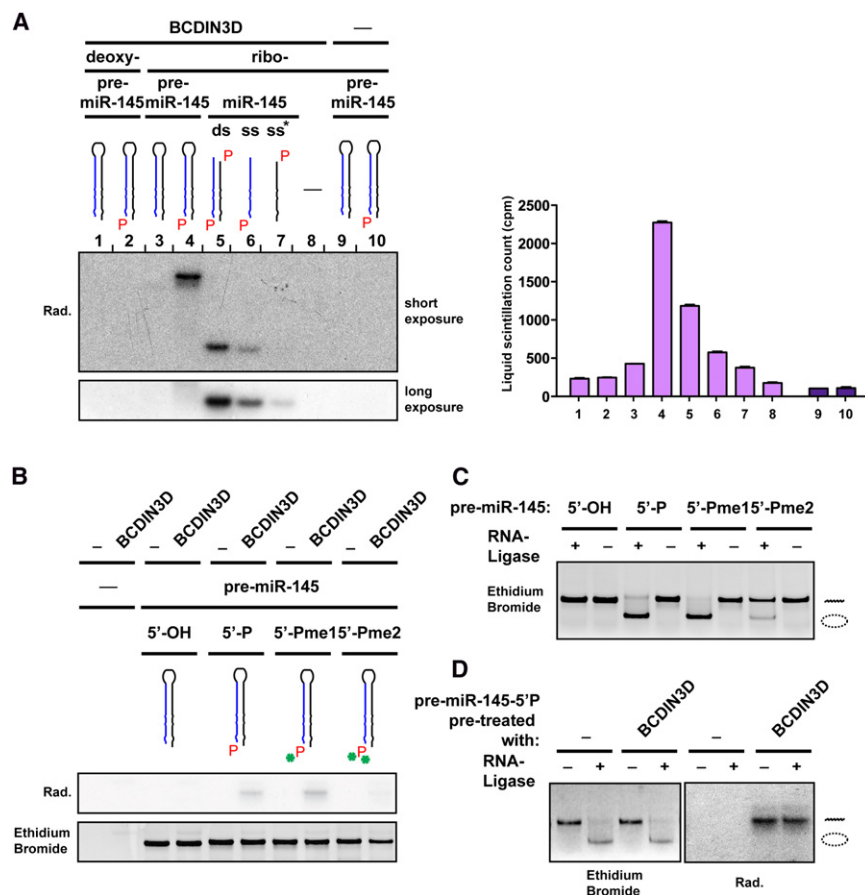 A
BCDIN3D —
deoxy- ribo-
pre- pre- pre-
miR-145 miR-145 miR-145 miR-145
ds ss ss*
P P
—
P P P P P
1 2 3 4 5 6 7 8 9 10
Rad.
short
exposure
long
exposure
Liquid scintillation count (cpm)
2500
2000
1500
1000
500
0
1 2 3 4 5 6 7 8 9 10
B
– BCDIN3D – BCDIN3D – BCDIN3D – BCDIN3D – BCDIN3D
— pre-miR-145
5'-OH 5'-P 5'-Pme1 5'-Pme2
P P P
Rad.
Ethidium
Bromide
C
pre-miR-145: 5'-OH 5'-P 5'-Pme1 5'-Pme2
RNA-
Ligase + – + – + – + –
Ethidium
Bromide
D
pre-miR-145-5'P
pre-treated
with: – BCDIN3D – BCDIN3D
RNA-
Ligase – + – + – + – +
Ethidium
Bromide
Rad.